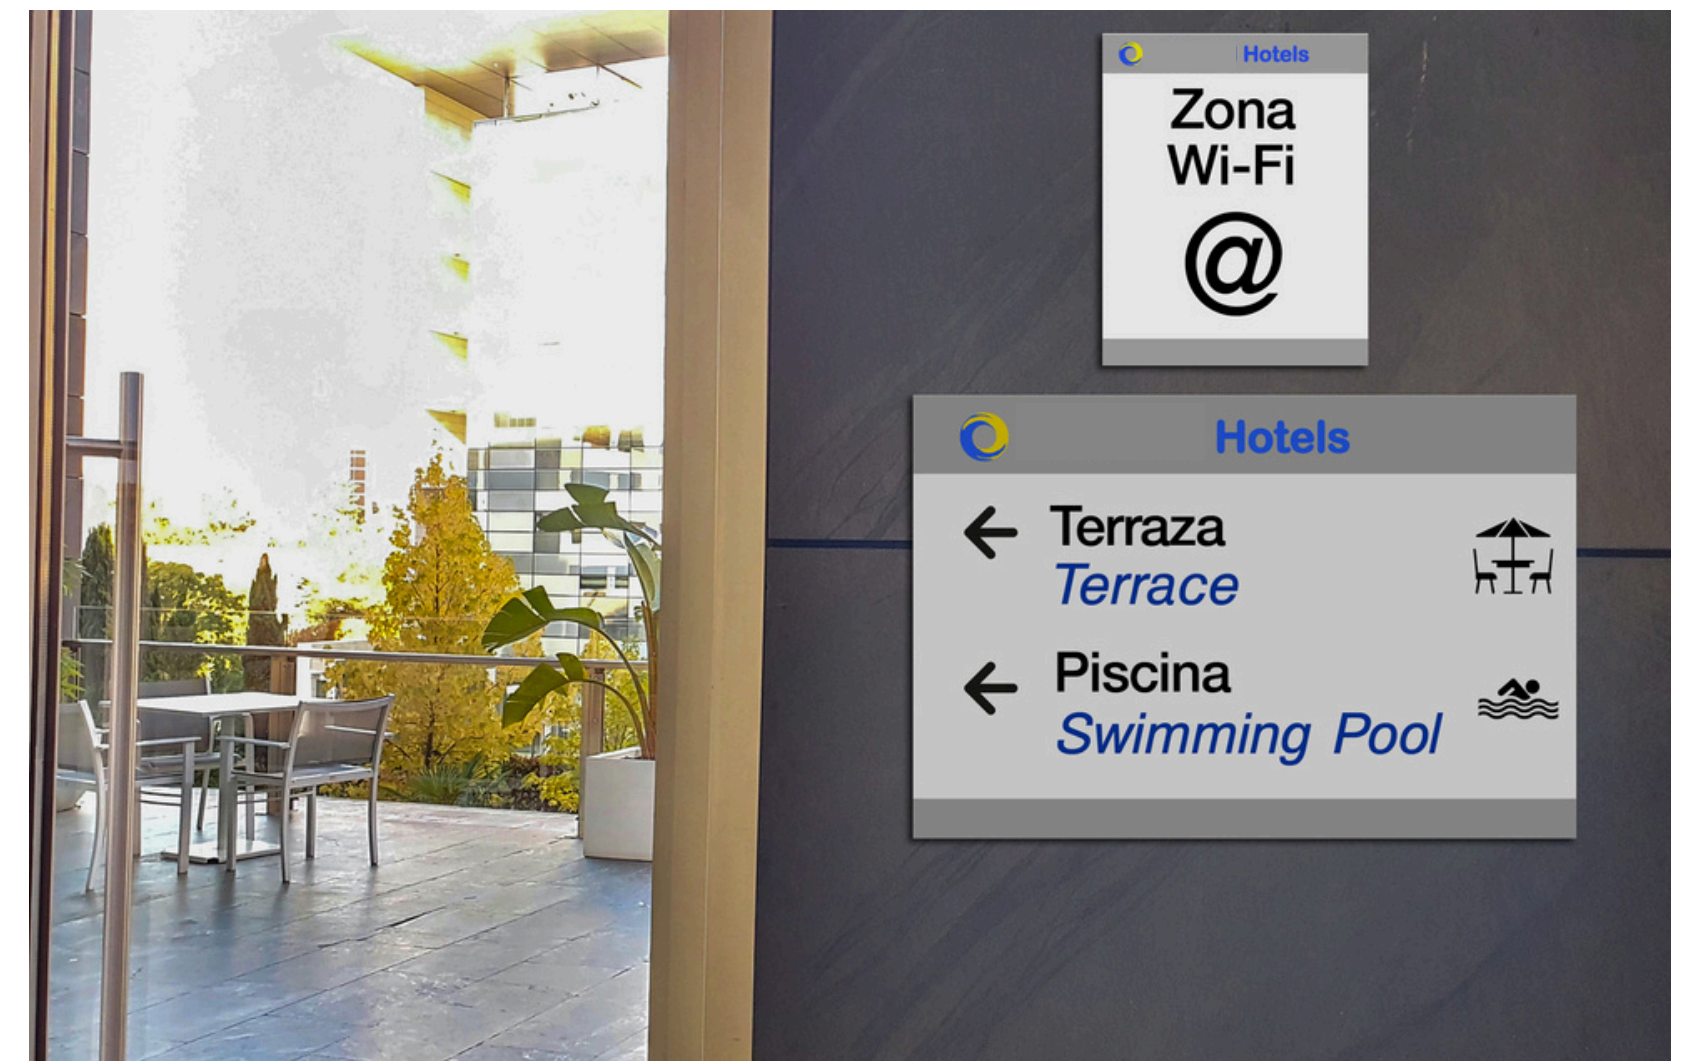 Hotels
Zona
Wi-Fi
@
Hotels
Terraza
Terrace
Piscina
Swimming Pool